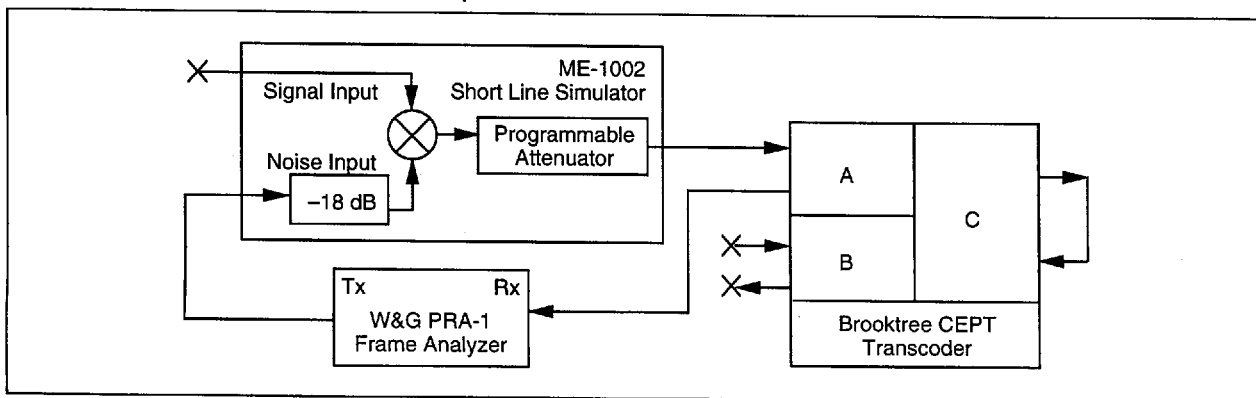 ME-1002
Short Line Simulator
Signal Input
Programmable
Attenuator
Noise Input
–18 dB
A
B
C
Tx
Rx
W&G PRA-1
Frame Analyzer
Brooktree CEPT
Transcoder